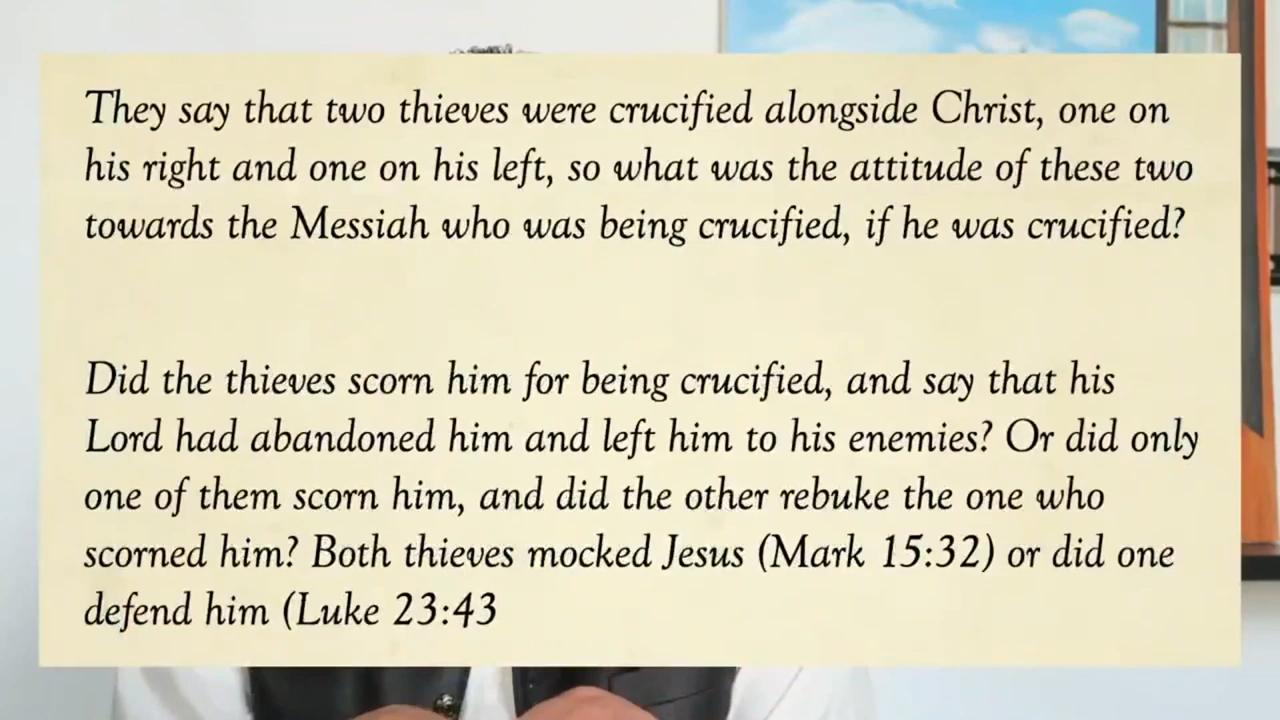 They say that two thieves were crucified alongside Christ, one on
his right and one on his left, so what was the attitude of these two
towards the Messiah who was being crucified, if he was crucified?
Did the thieves scorn him for being crucified, and say that his
Lord had abandoned him and left him to his enemies? Or did only
one of them scorn him, and did the other rebuke the one who
scorned him? Both thieves mocked Jesus (Mark 15:32) or did one
defend him (Luke 23:43